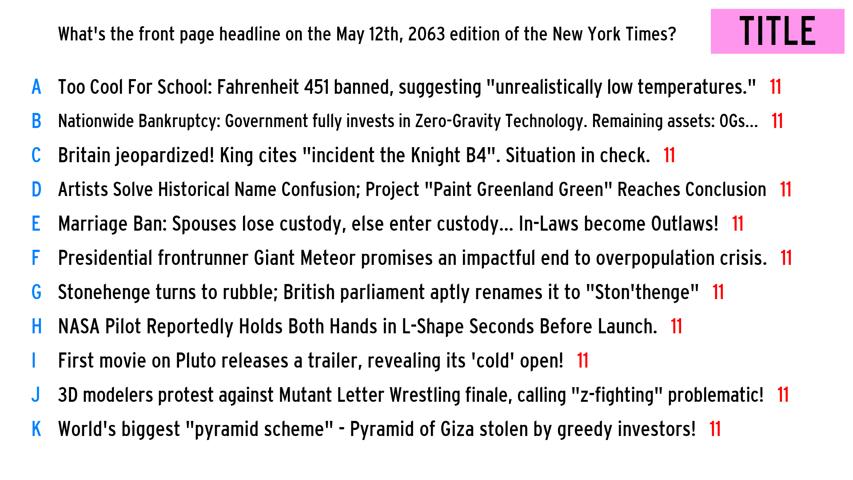 What's the front page headline on the May 12th, 2063 edition of the New York Times?
TITLE
A Too Cool For School: Fahrenheit 451 banned, suggesting "unrealistically low temperatures." 11
B Nationwide Bankruptcy: Government fully invests in Zero-Gravity Technology. Remaining assets: 0Gs... 11
C Britain jeopardized! King cites "incident the Knight B4". Situation in check. 11
D Artists Solve Historical Name Confusion; Project "Paint Greenland Green" Reaches Conclusion 11
E Marriage Ban: Spouses lose custody, else enter custody... In-Laws become Outlaws! 11
F Presidential frontrunner Giant Meteor promises an impactful end to overpopulation crisis. 11
G Stonehenge turns to rubble; British parliament aptly renames it to "Ston'thenge" 11
H NASA Pilot Reportedly Holds Both Hands in L-Shape Seconds Before Launch. 11
I First movie on Pluto releases a trailer, revealing its 'cold' open! 11
J 3D modelers protest against Mutant Letter Wrestling finale, calling "z-fighting" problematic! 11
K World's biggest "pyramid scheme" - Pyramid of Giza stolen by greedy investors! 11